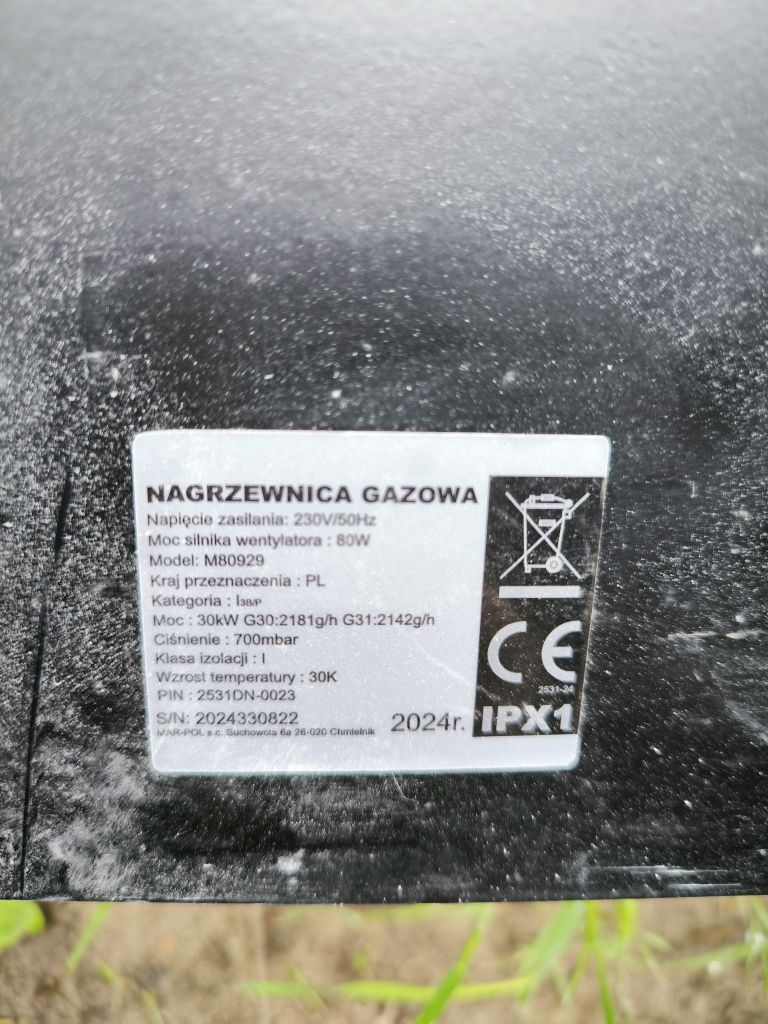 NAGRZEWNICA GAZOWA
Napięcie zasilania: 230V/50Hz
Moc silnika wentylatora : 80W
Model: M80929
Kraj przeznaczenia : PL
Kategoria : I3B/P
Moc : 30kW G30:2181g/h G31:2142g/h
Ciśnienie : 700mbar
Klasa izolacji : I
Wzrost temperatury : 30K
PIN : 2531DN-0023
S/N: 2024330822
MAR-POL s.c. Suchowola 6a 26-020 Chmielnik
2024r.
CE
2531-24
IPX1